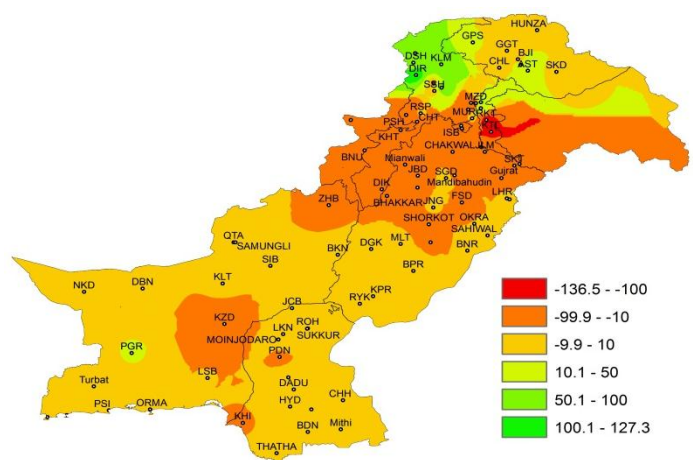 HUNZA
GPS
GGT
BJI
DSH
KLM
CHL
AST
SKD
DIR
SSH
MZD
RSP
MUR
RKT
PSH
CHT
KTL
ISB
KHT
CHAKWAL
JLM
BNU
Mianwali
SKT
JBD
SGD
Gujrat
Mandibahudin
DIK
LHR
BHAKKAR
FSD
ZHB
JNG
SHORKOT
OKRA
SAHIWAL
QTA
SAMUNGLI
DGK
MLT
BNR
BKN
SIB
BPR
KLT
NKD
DBN
KPR
RYK
JCB
KZD
ROH
LKN
SUKKUR
MOINJODARO
PGR
PDN
LSB
Turbat
DADU
CHH
PSI
ORMA
HYD
KHI
BDN
Mithi
THATHA
-136.5 - -100
-99.9 - -10
-9.9 - 10
10.1 - 50
50.1 - 100
100.1 - 127.3